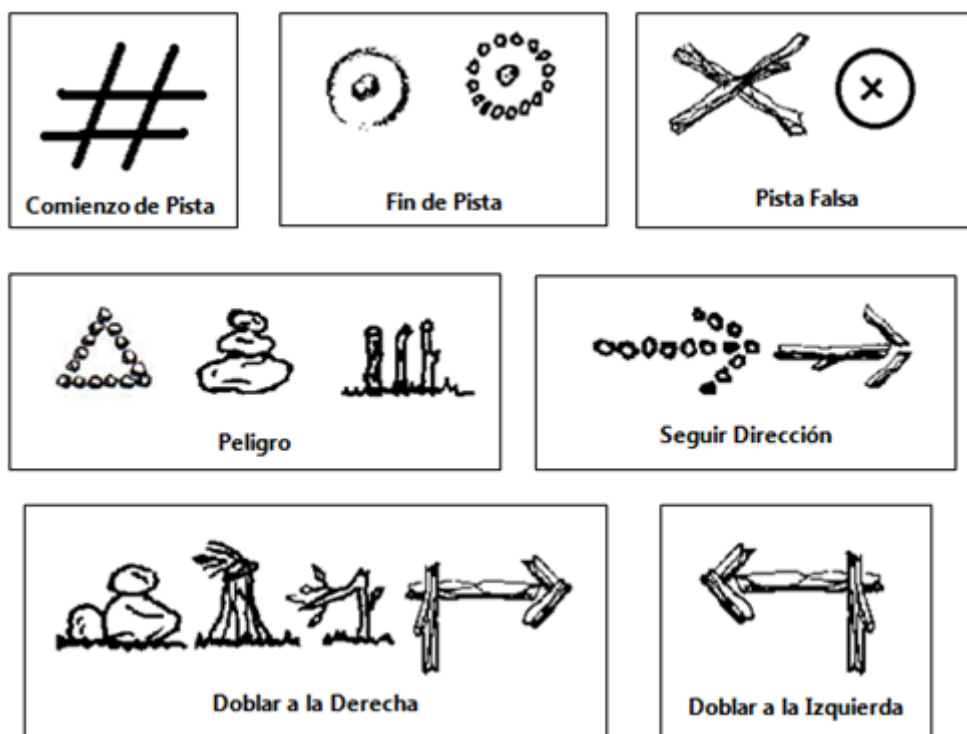 Comienzo de Pista
Fin de Pista
Pista Falsa
Peligro
Seguir Dirección
Doblar a la Derecha
Doblar a la Izquierda